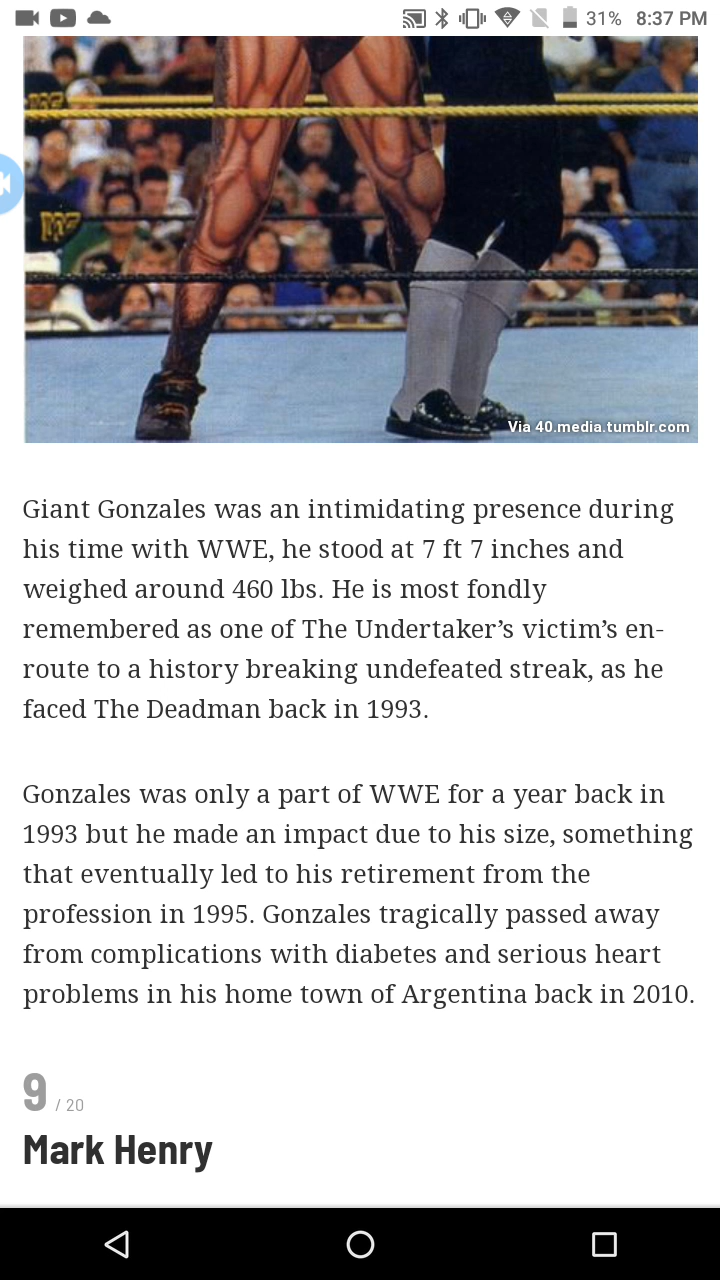 31% 8:37 PM
Via 40.media.tumblr.com
Giant Gonzales was an intimidating presence during
his time with WWE, he stood at 7 ft 7 inches and
weighed around 460 lbs. He is most fondly
remembered as one of The Undertaker’s victim’s en-
route to a history breaking undefeated streak, as he
faced The Deadman back in 1993.
Gonzales was only a part of WWE for a year back in
1993 but he made an impact due to his size, something
that eventually led to his retirement from the
profession in 1995. Gonzales tragically passed away
from complications with diabetes and serious heart
problems in his home town of Argentina back in 2010.
9 / 20
Mark Henry